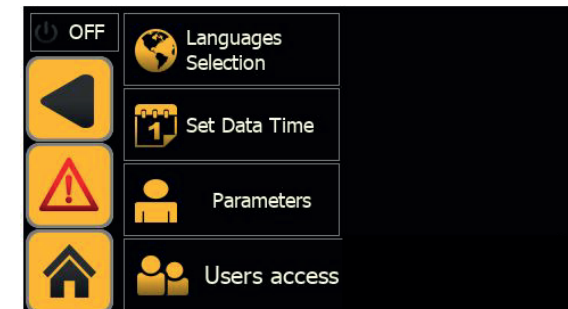 OFF
Languages
Selection
1
Set Data Time
Parameters
Users access